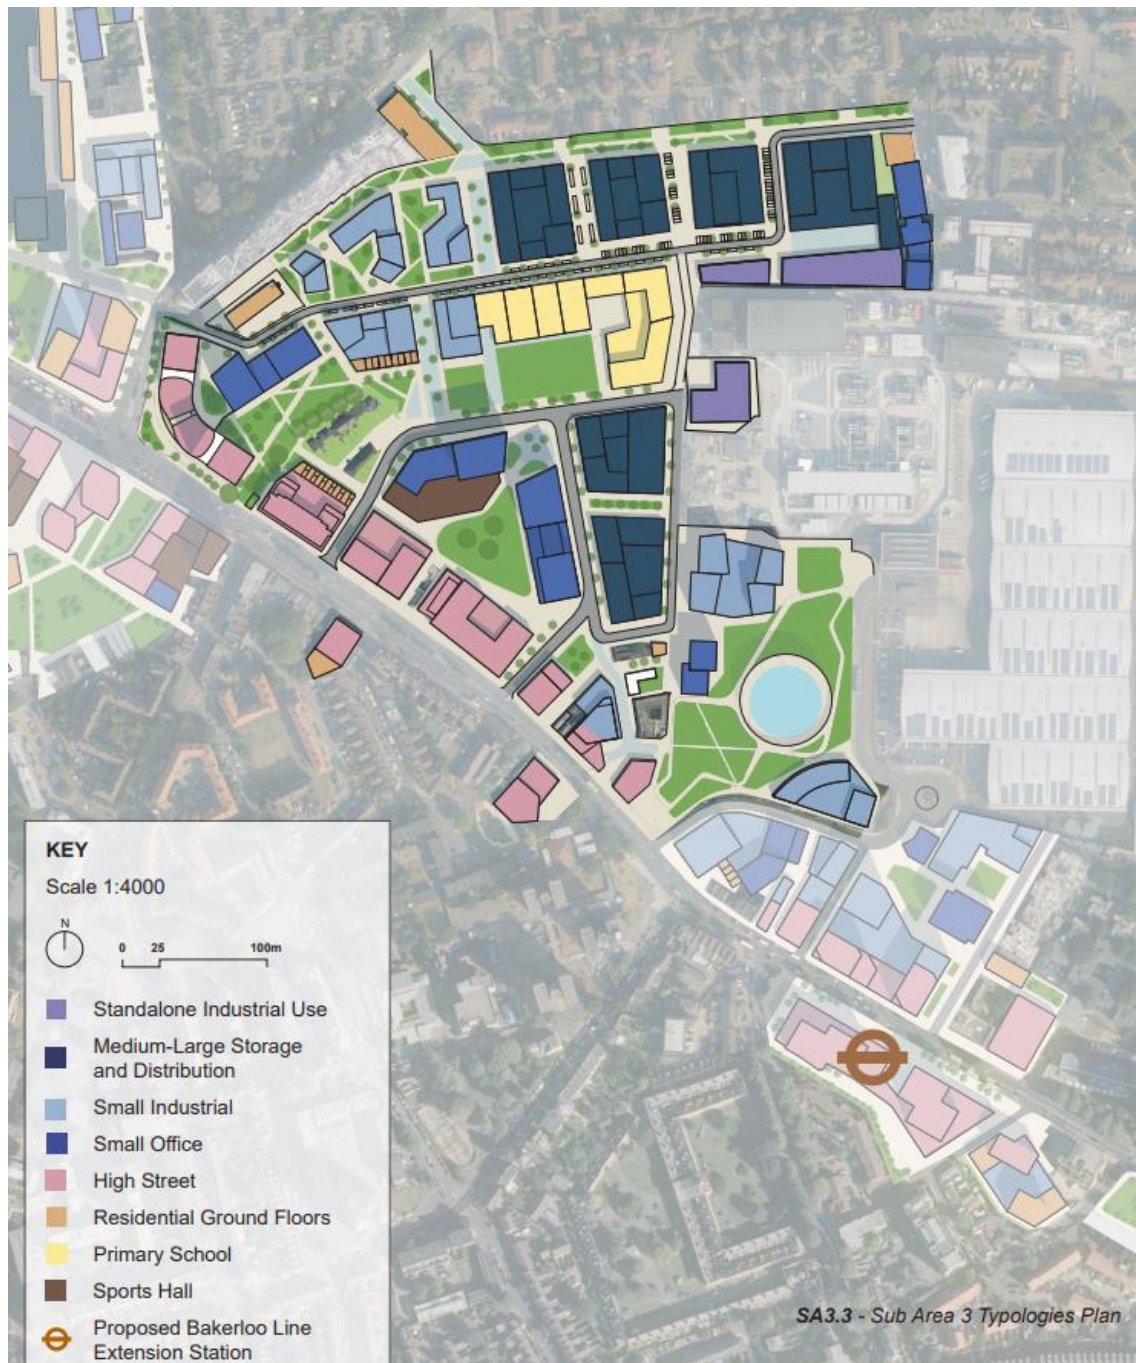 KEY
Scale 1:4000
N
0 25 100m
Standalone Industrial Use
Medium-Large Storage
and Distribution
Small Industrial
Small Office
High Street
Residential Ground Floors
Primary School
Sports Hall
Proposed Bakerloo Line
Extension Station
SA3.3 - Sub Area 3 Typologies Plan